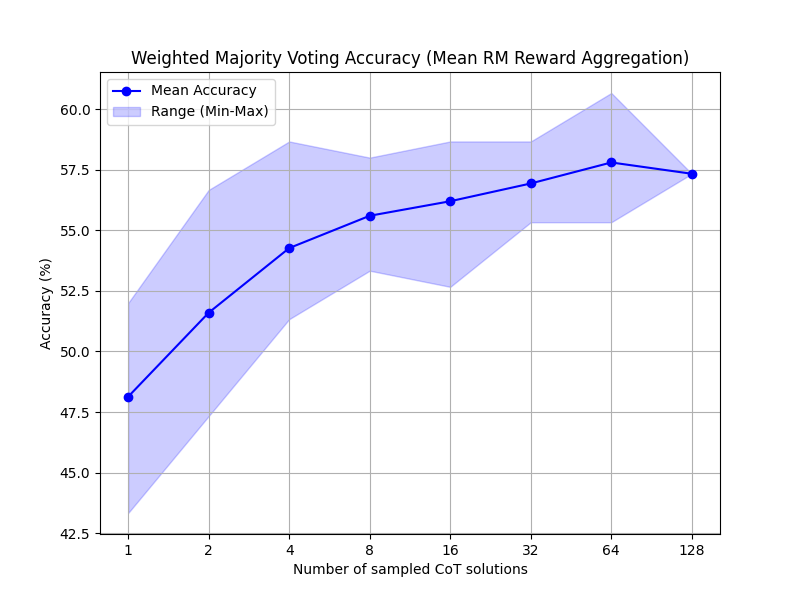 Weighted Majority Voting Accuracy (Mean RM Reward Aggregation)
Mean Accuracy
Range (Min-Max)
60.0
57.5
55.0
52.5
50.0
47.5
45.0
42.5
Accuracy (%)
1 2 4 8 16 32 64 128
Number of sampled CoT solutions